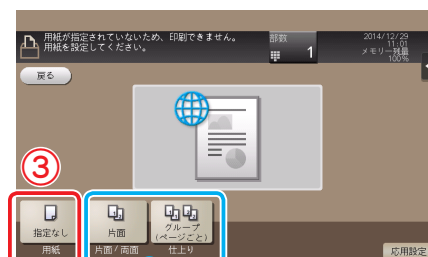 用紙が指定されていないため、印刷できません。
用紙を設定してください。
部数
1
2014/12/29
11:01
メモリー残量
100%
戻る
3
指定なし
用紙
片面
片面/両面
グループ
(ページごと)
仕上り
応用設定